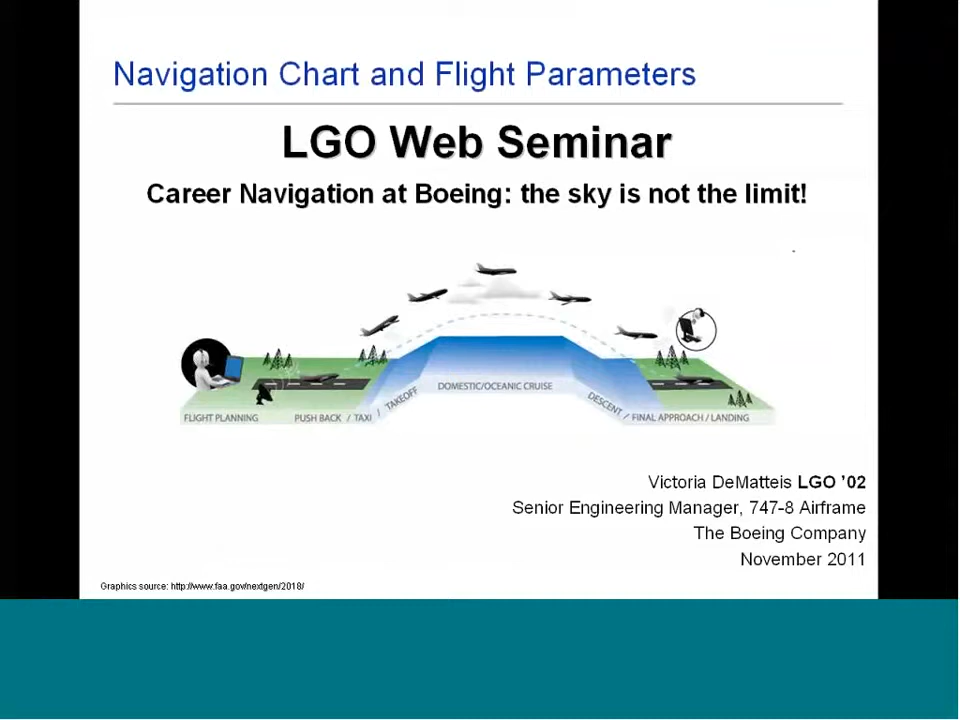 Navigation Chart and Flight Parameters
LGO Web Seminar
Career Navigation at Boeing: the sky is not the limit!
DOMESTIC/OCEANIC CRUISE
FLIGHT PLANNING PUSH BACK / TAXI / TAKEOFF DESCENT / FINAL APPROACH / LANDING
Victoria DeMatteis LGO ’02
Senior Engineering Manager, 747-8 Airframe
The Boeing Company
November 2011
Graphics source: http://www.faa.gov/nextgen/2018/